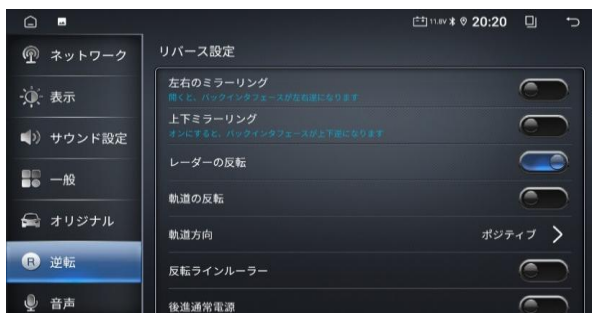 11.8V 20:20
ネットワーク
表示
サウンド設定
一般
オリジナル
R 逆転
音声
リバース設定
左右のミラーリング
開くと、バックインタフェースが左右逆になります
上下ミラーリング
オンにすると、バックインタフェースが上下逆になります
レーダーの反転
軌道の反転
軌道方向
ポジティブ
反転ラインルーラー
後進通常電源